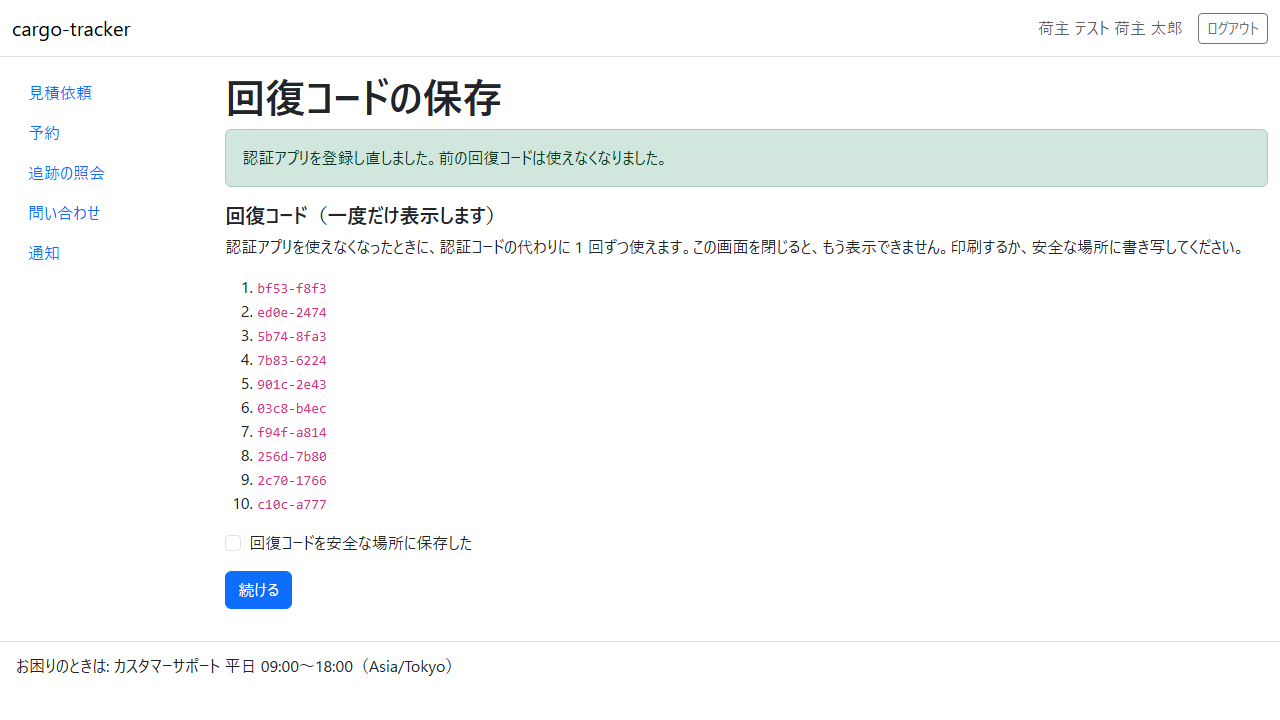 cargo-tracker
荷主 テスト 荷主 太郎
ログアウト
見積依頼
予約
追跡の照会
問い合わせ
通知
回復コードの保存
認証アプリを登録し直しました。前の回復コードは使えなくなりました。
回復コード（一度だけ表示します）
認証アプリを使えなくなったときに、認証コードの代わりに 1 回ずつ使えます。この画面を閉じると、もう表示できません。印刷するか、安全な場所に書き写してください。
1. bf53-f8f3
2. ed0e-2474
3. 5b74-8fa3
4. 7b83-6224
5. 901c-2e43
6. 03c8-b4ec
7. f94f-a814
8. 256d-7b80
9. 2c70-1766
10. c10c-a777
回復コードを安全な場所に保存した
続ける
お困りのときは: カスタマーサポート 平日 09:00～18:00（Asia/Tokyo）